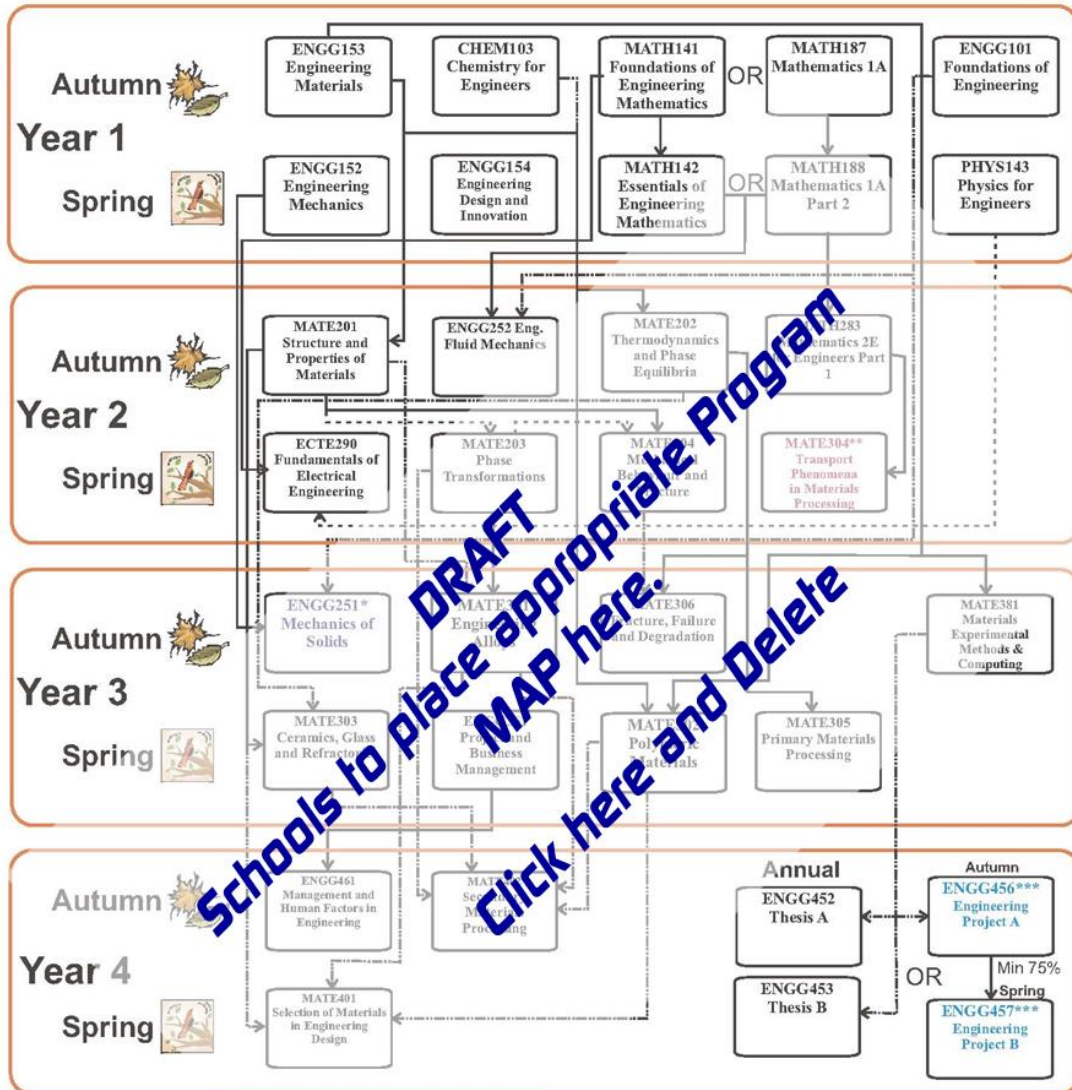 ENGG153
Engineering
Materials
CHEM103
Chemistry for
Engineers
MATH141
Foundations of
Engineering
Mathematics
OR
MATH187
Mathematics 1A
ENGG101
Foundations of
Engineering
Autumn
Year 1
Spring
ENGG152
Engineering
Mechanics
ENGG154
Engineering
Design and
Innovation
MATH142
Essentials of
Engineering
Mathematics
OR
MATH188
Mathematics 1A
Part 2
PHYS143
Physics for
Engineers
Autumn
Year 2
Spring
MATE201
Structure and
Properties of
Materials
ENGG252 Eng.
Fluid Mechanics
MATE202
Thermodynamics
and Phase
Equilibria
Mathematics 2E
Engineers Part
1
ECTE290
Fundamentals of
Electrical
Engineering
MATE203
Phase
Transformations
MATE304**
Transport
Phenomena
in Materials
Processing
Autumn
Year 3
Spring
ENGG251*
Mechanics of
Solids
MATE306
Failure
and Degradation
MATE381
Materials
Experimental
Methods &
Computing
MATE303
Ceramics, Glass
and
and
Business
Management
Materials
MATE305
Primary Materials
Processing
Autumn
Year 4
Spring
ENGG461
Management and
Human Factors in
Engineering
MATE401
Selection of Materials
in Engineering
Design
Annual
ENGG452
Thesis A
ENGG453
Thesis B
OR
Autumn
ENGG456***
Engineering
Project A
Min 75%
Spring
ENGG457***
Engineering
Project B
DRAFT
Schools to place appropriate Program
MAP here.
Click here and Delete